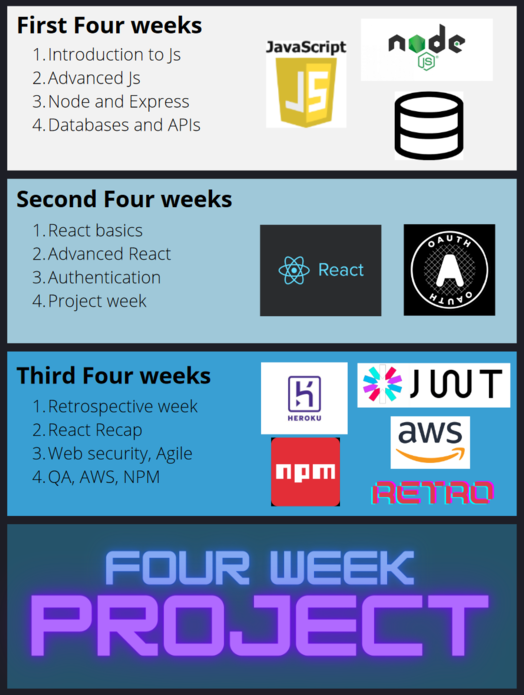 First Four weeks
1. Introduction to Js
2. Advanced Js
3. Node and Express
4. Databases and APIs
JavaScript
JS
node
JS
Second Four weeks
1. React basics
2. Advanced React
3. Authentication
4. Project week
React
OAUTH
A
OAUTH
Third Four weeks
1. Retrospective week
2. React Recap
3. Web security, Agile
4. QA, AWS, NPM
HEROKU
JWT
npm
aws
RETRO
FOUR WEEK
PROJECT